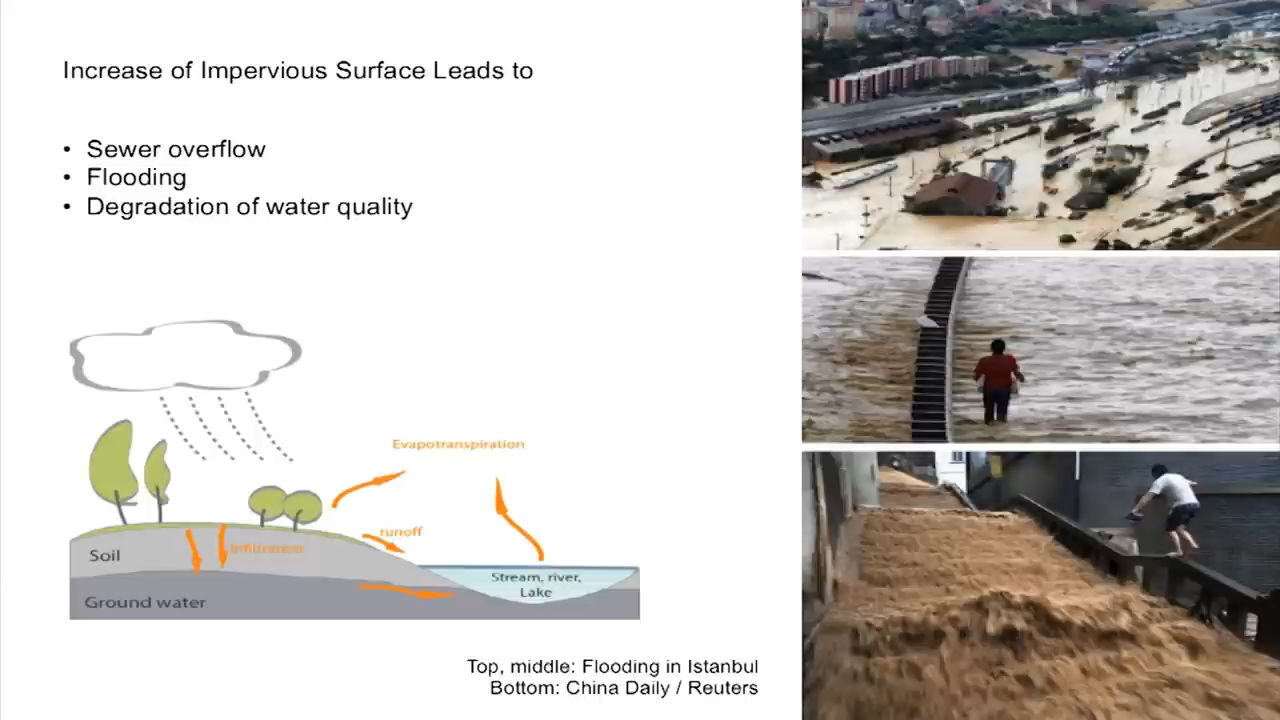 Increase of Impervious Surface Leads to
• Sewer overflow
• Flooding
• Degradation of water quality
Evapotranspiration
runoff
Infiltration
Soil
Stream, river,
Lake
Ground water
Top, middle: Flooding in Istanbul
Bottom: China Daily / Reuters